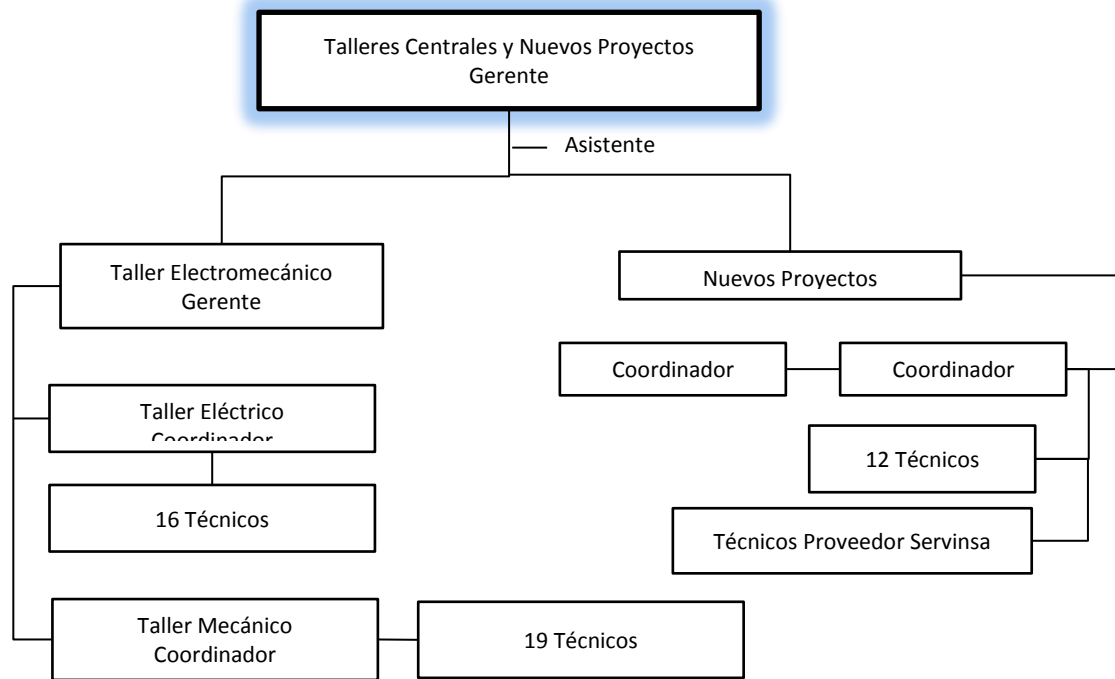 Talleres Centrales y Nuevos Proyectos
Gerente
Asistente
Taller Electromecánico
Gerente
Nuevos Proyectos
Coordinador
Coordinador
Taller Eléctrico
Coordinador
12 Técnicos
16 Técnicos
Técnicos Proveedor Servinsa
Taller Mecánico
Coordinador
19 Técnicos